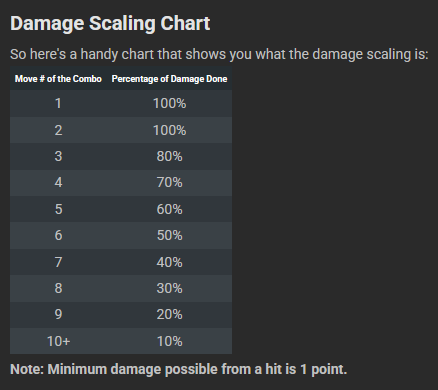 Damage Scaling Chart
So here's a handy chart that shows you what the damage scaling is:
Move # of the Combo Percentage of Damage Done
1 100%
2 100%
3 80%
4 70%
5 60%
6 50%
7 40%
8 30%
9 20%
10+ 10%
Note: Minimum damage possible from a hit is 1 point.